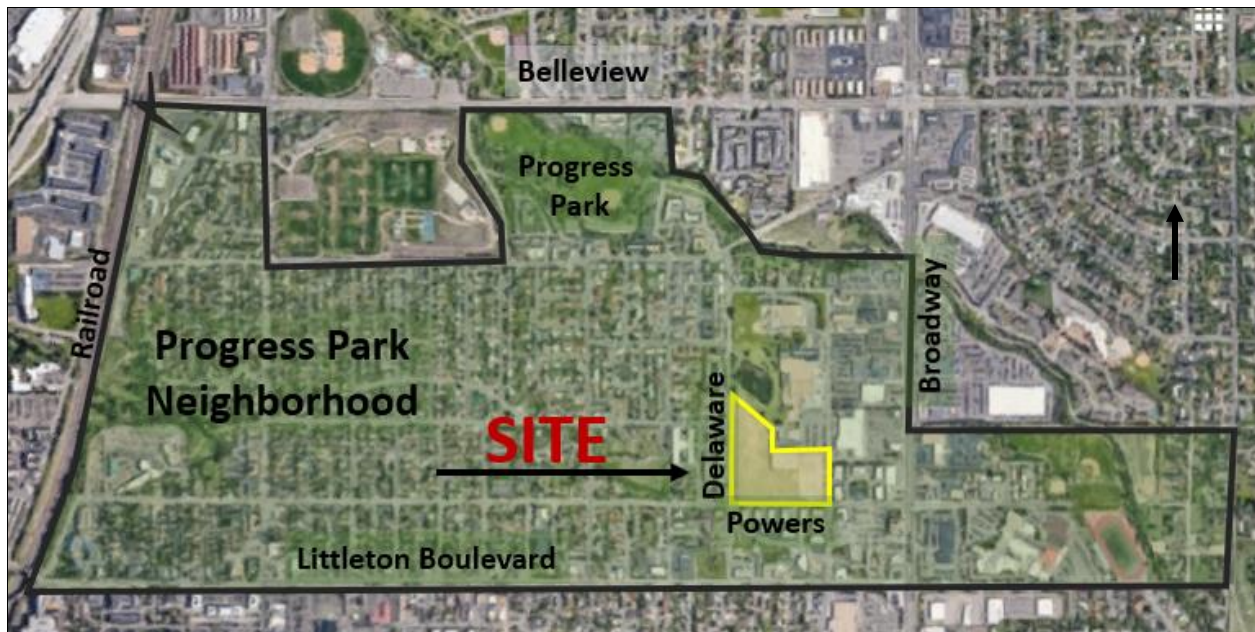 Belleview
Progress
Park
Railroad
Broadway
Progress Park
Neighborhood
SITE
Delaware
Powers
Littleton Boulevard